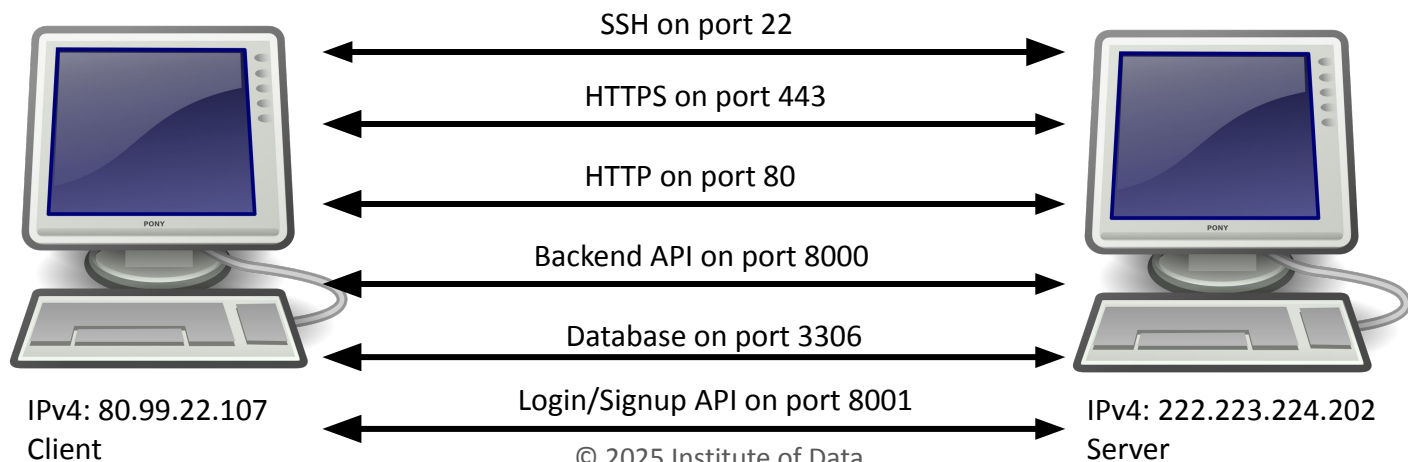 SSH on port 22
HTTPS on port 443
HTTP on port 80
PONY
PONY
Backend API on port 8000
Database on port 3306
Login/Signup API on port 8001
IPv4: 80.99.22.107
Client
IPv4: 222.223.224.202
Server
© 2025 Institute of Data